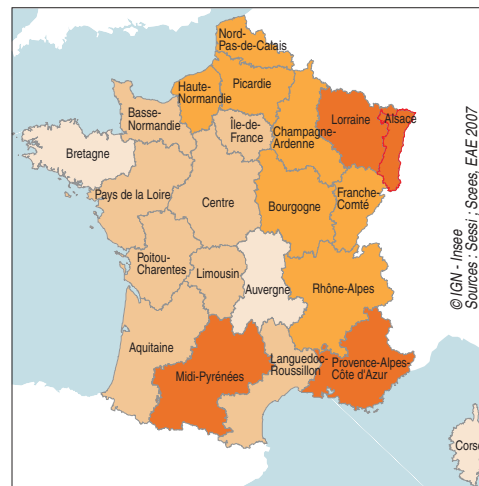 Nord-
Pas-de-Calais
Picardie
Haute-
Normandie
Basse-
Normandie
Île-de-
France
Lorraine
Alsace
Champagne-
Ardenne
Bretagne
Pays de la Loire
Centre
Bourgogne
Franche-
Comté
Poitou-
Charentes
Limousin
Auvergne
Rhône-Alpes
Aquitaine
Midi-Pyrénées
Languedoc-
Roussillon
Provence-Alpes-
Côte d'Azur
Corse
© IGN - Insee
Sources : Sessi ; Scees, EAE 2007